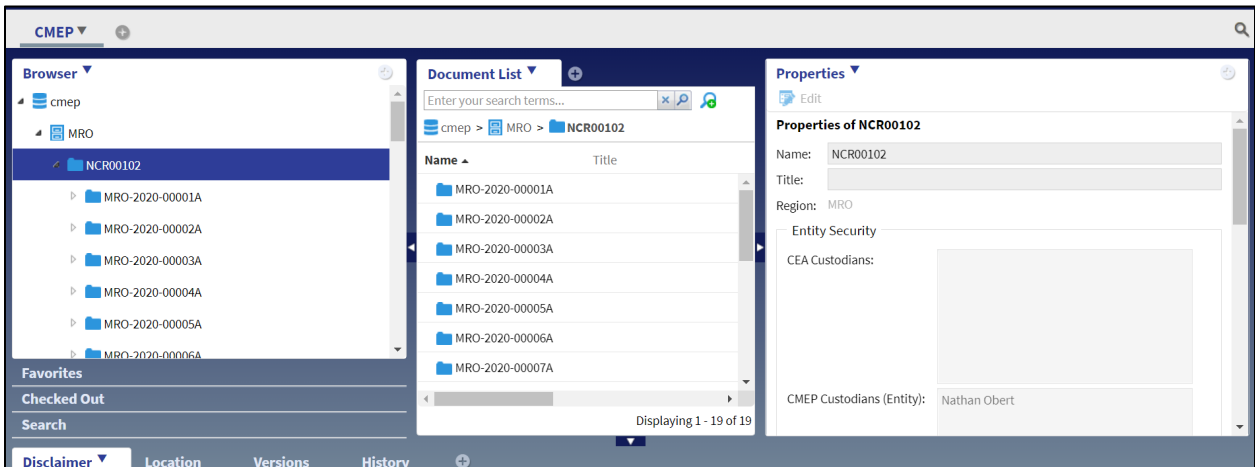 CMEP
Browser
cmep
MRO
NCR00102
MRO-2020-00001A
MRO-2020-00002A
MRO-2020-00003A
MRO-2020-00004A
MRO-2020-00005A
MRO-2020-00006A
Favorites
Checked Out
Search
Document List
Enter your search terms...
cmep > MRO > NCR00102
Name Title
MRO-2020-00001A
MRO-2020-00002A
MRO-2020-00003A
MRO-2020-00004A
MRO-2020-00005A
MRO-2020-00006A
MRO-2020-00007A
Displaying 1 - 19 of 19
Properties
Edit
Properties of NCR00102
Name: NCR00102
Title:
Region: MRO
Entity Security
CEA Custodians:
CMEP Custodians (Entity): Nathan Obert
Disclaimer Location Versions History